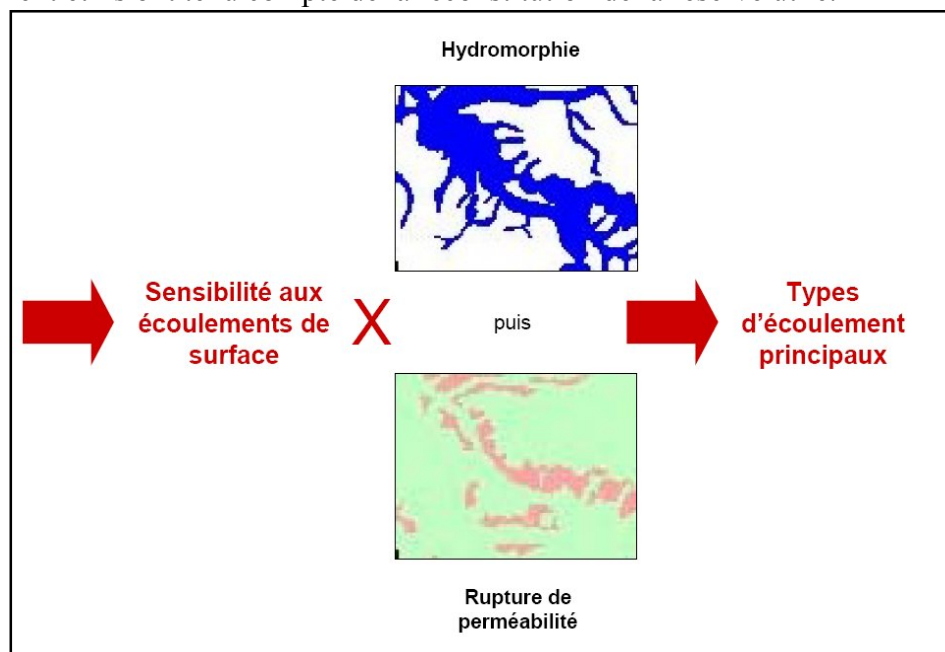 Hydromorphie
Sensibilité aux
écoulements de
surface
X
puis
Types
d'écoulement
principaux
Rupture de
perméabilité